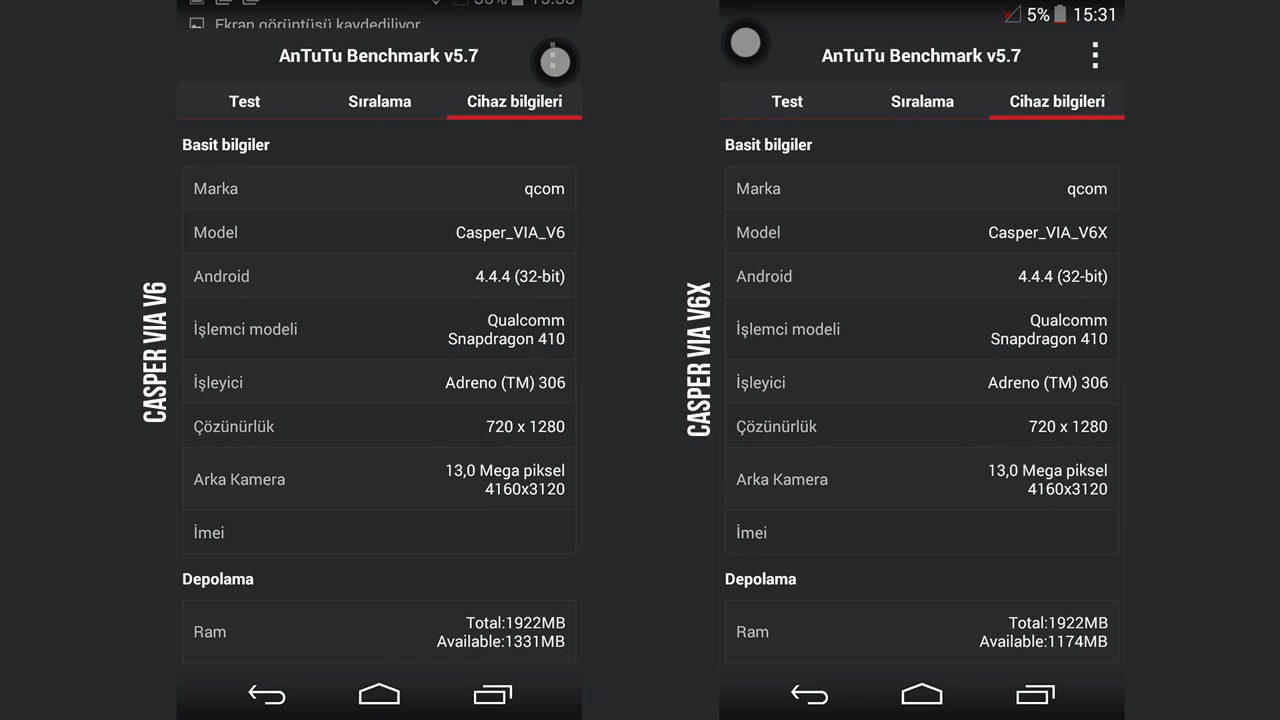 Ekran görüntüsü kaydediliyor
AnTuTu Benchmark v5.7
Test Sıralama Cihaz bilgileri
Basit bilgiler
Marka qcom
Model Casper_VIA_V6
Android 4.4.4 (32-bit)
İşlemci modeli Qualcomm
Snapdragon 410
İşleyici Adreno (TM) 306
Çözünürlük 720 x 1280
Arka Kamera 13,0 Mega piksel
4160x3120
İmei
Depolama
Ram Total:1922MB
Available:1331MB
CASPER VIA V6
5% 15:31
AnTuTu Benchmark v5.7
Test Sıralama Cihaz bilgileri
Basit bilgiler
Marka qcom
Model Casper_VIA_V6X
Android 4.4.4 (32-bit)
İşlemci modeli Qualcomm
Snapdragon 410
İşleyici Adreno (TM) 306
Çözünürlük 720 x 1280
Arka Kamera 13,0 Mega piksel
4160x3120
İmei
Depolama
Ram Total:1922MB
Available:1174MB
CASPER VIA V6X